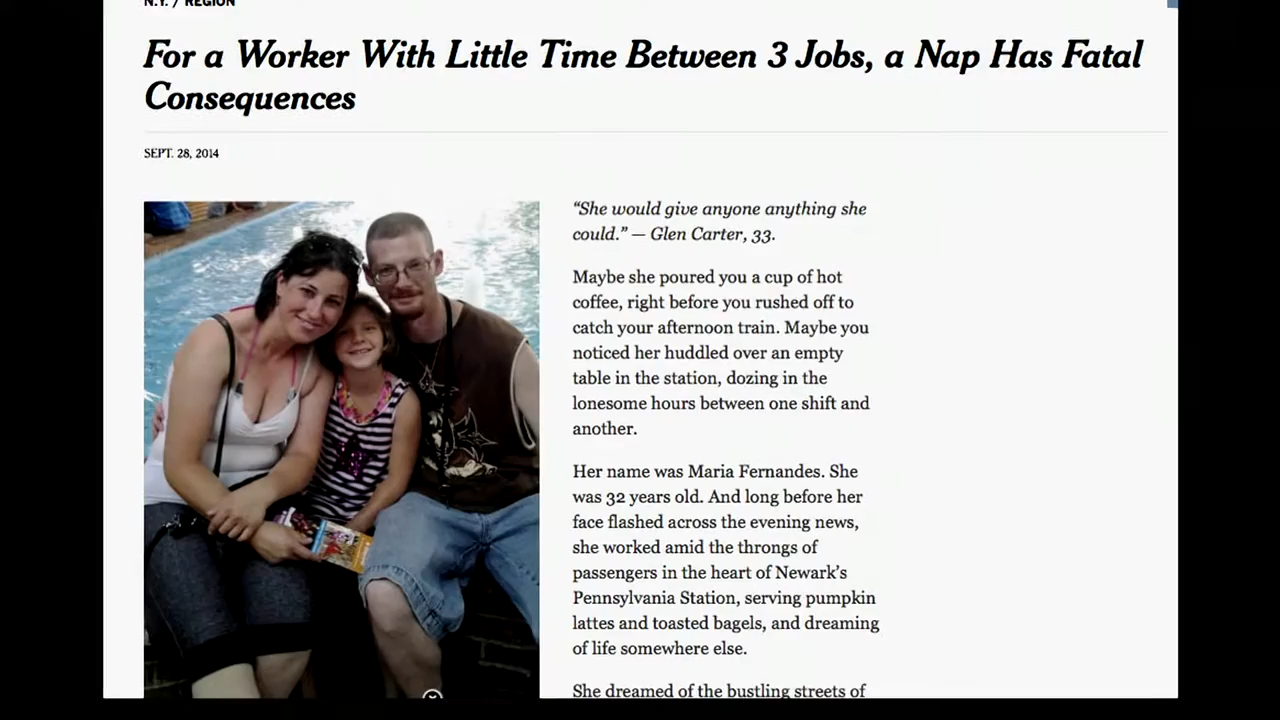 N.Y. / REGION
For a Worker With Little Time Between 3 Jobs, a Nap Has Fatal
Consequences
SEPT. 28, 2014
“She would give anyone anything she
could.” — Glen Carter, 33.
Maybe she poured you a cup of hot
coffee, right before you rushed off to
catch your afternoon train. Maybe you
noticed her huddled over an empty
table in the station, dozing in the
lonesome hours between one shift and
another.
Her name was Maria Fernandes. She
was 32 years old. And long before her
face flashed across the evening news,
she worked amid the throngs of
passengers in the heart of Newark’s
Pennsylvania Station, serving pumpkin
lattes and toasted bagels, and dreaming
of life somewhere else.
She dreamed of the bustling streets of